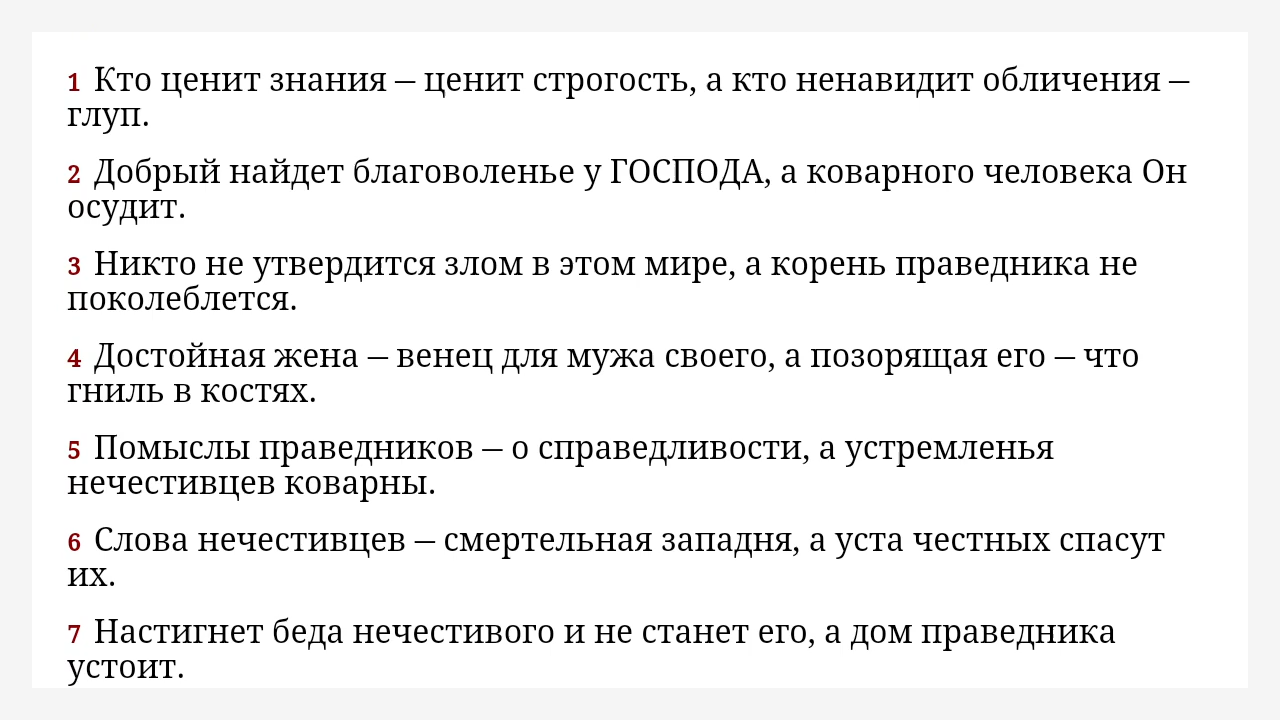 1 Кто ценит знания – ценит строгость, а кто ненавидит обличения –
глуп.
2 Добрый найдет благоволенье у ГОСПОДА, а коварного человека Он
осудит.
3 Никто не утвердится злом в этом мире, а корень праведника не
поколеблется.
4 Достойная жена – венец для мужа своего, а позорящая его – что
гниль в костях.
5 Помыслы праведников – о справедливости, а устремленья
нечестивцев коварны.
6 Слова нечестивцев – смертельная западня, а уста честных спасут
их.
7 Настигнет беда нечестивого и не станет его, а дом праведника
устоит.